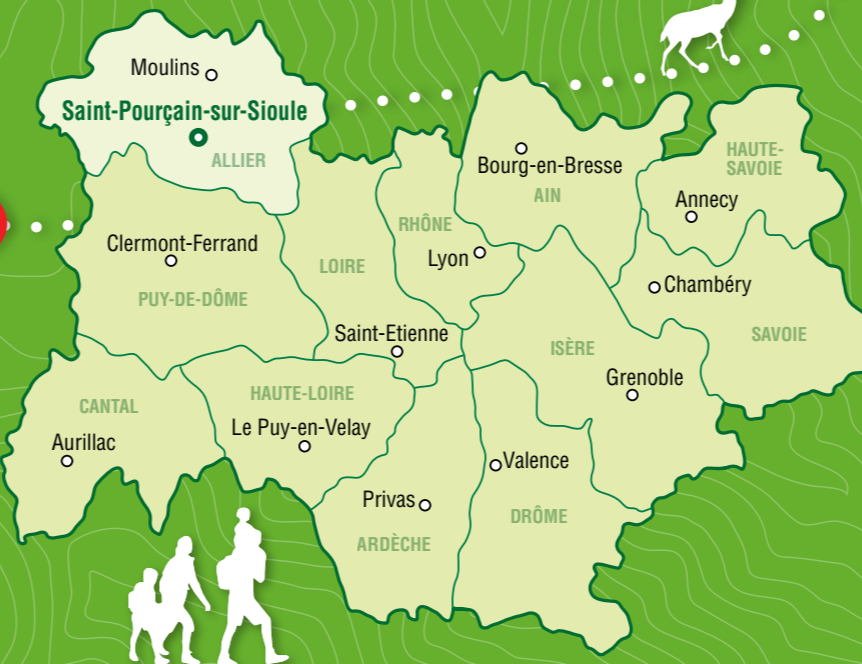 Moulins
Saint-Pourçain-sur-Sioule
ALLIER
Bourg-en-Bresse
AIN
HAUTE-
SAVOIE
Annecy
RHÔNE
Clermont-Ferrand
Lyon
LOIRE
PUY-DE-DÔME
Chambéry
Saint-Etienne
ISÈRE
SAVOIE
Grenoble
CANTAL
HAUTE-LOIRE
Aurillac
Le Puy-en-Velay
Valence
Privas
DRÔME
ARDÈCHE